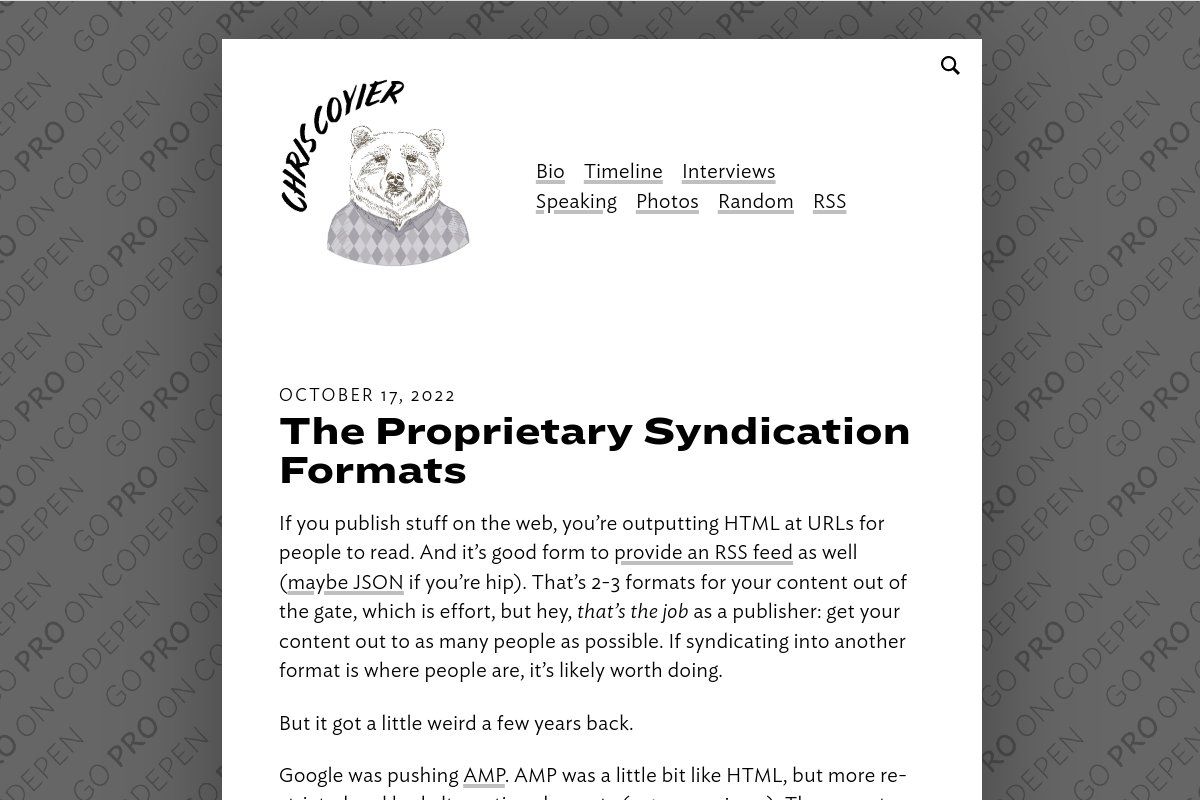 CHRIS COYIER
Bio Timeline Interviews
Speaking Photos Random RSS
OCTOBER 17, 2022
The Proprietary Syndication
Formats
If you publish stuff on the web, you’re outputting HTML at URLs for
people to read. And it’s good form to provide an RSS feed as well
(maybe JSON if you’re hip). That’s 2-3 formats for your content out of
the gate, which is effort, but hey, that’s the job as a publisher: get your
content out to as many people as possible. If syndicating into another
format is where people are, it’s likely worth doing.
But it got a little weird a few years back.
Google was pushing AMP. AMP was a little bit like HTML, but more re-
GO PRO ON CODEPEN